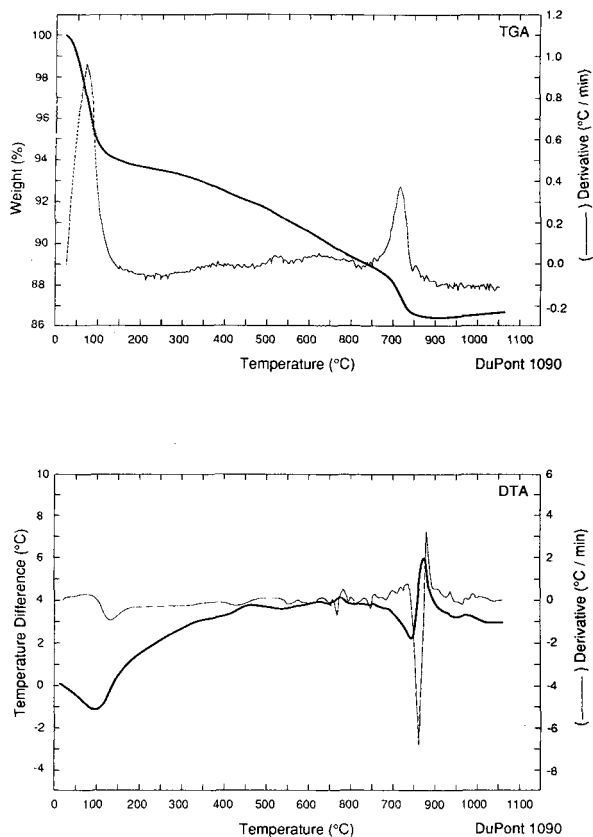 TGA
Weight (%)
100
98
96
94
92
89
88
86
1.2
1.0
0.8
0.6
0.4
0.2
0.0
-0.2
(——) Derivative (°C / min)
0 100 200 300 400 500 600 700 800 900 1000 1100
Temperature (°C)
DuPont 1090
DTA
Temperature Difference (°C)
10
8
6
4
2
0
-2
-4
6
4
2
0
-2
-4
-6
-8
(——) Derivative (°C / min)
0 100 200 300 400 500 600 700 800 900 1000 1100
Temperature (°C)
DuPont 1090